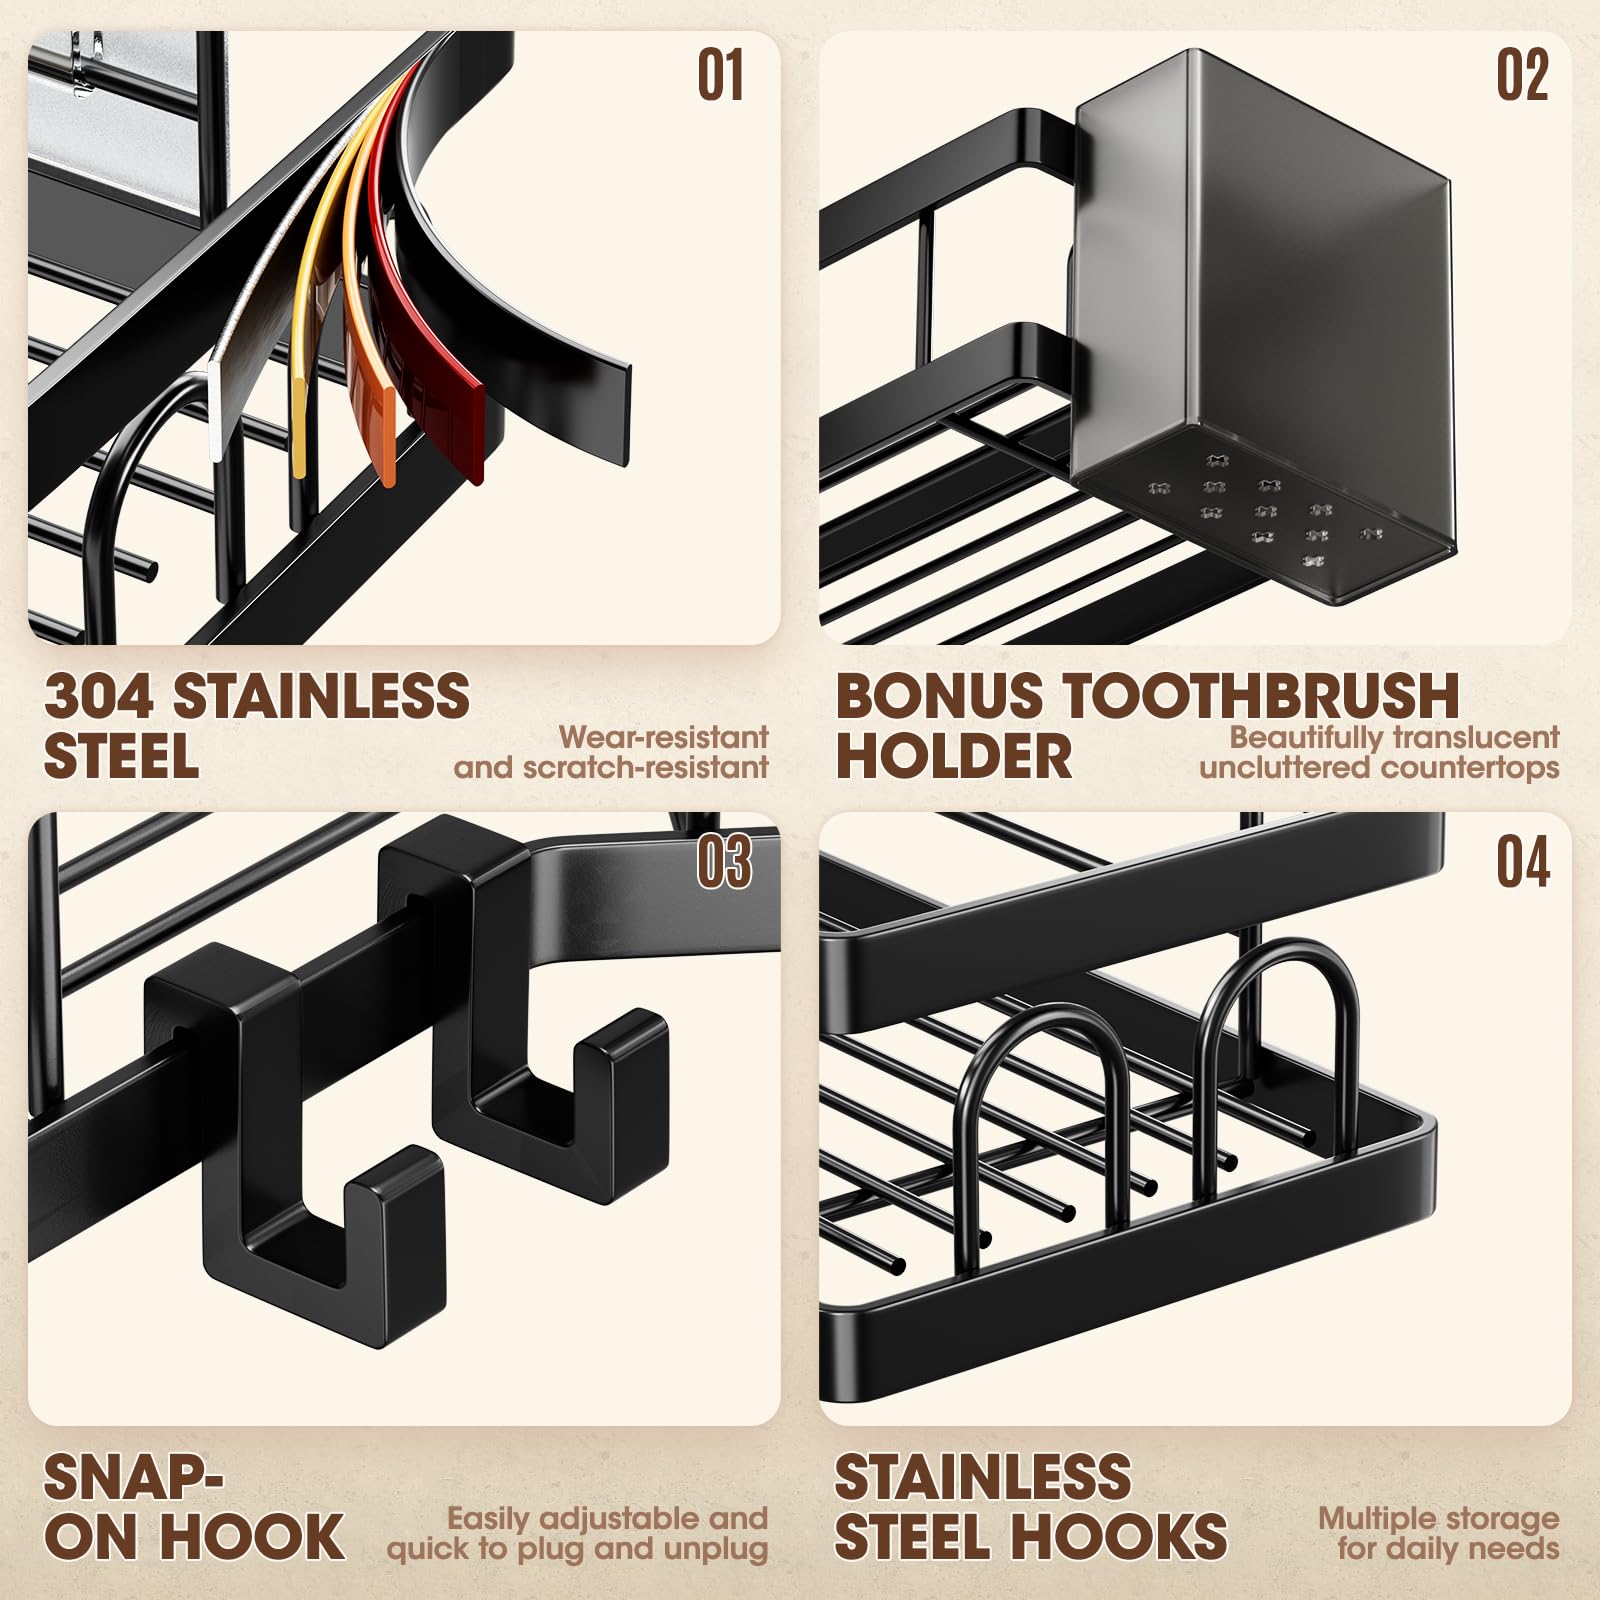 01
304 STAINLESS
STEEL
Wear-resistant
and scratch-resistant
02
BONUS TOOTHBRUSH
HOLDER
Beautifully translucent
uncluttered countertops
03
SNAP-
ON HOOK
Easily adjustable and
quick to plug and unplug
04
STAINLESS
STEEL HOOKS
Multiple storage
for daily needs